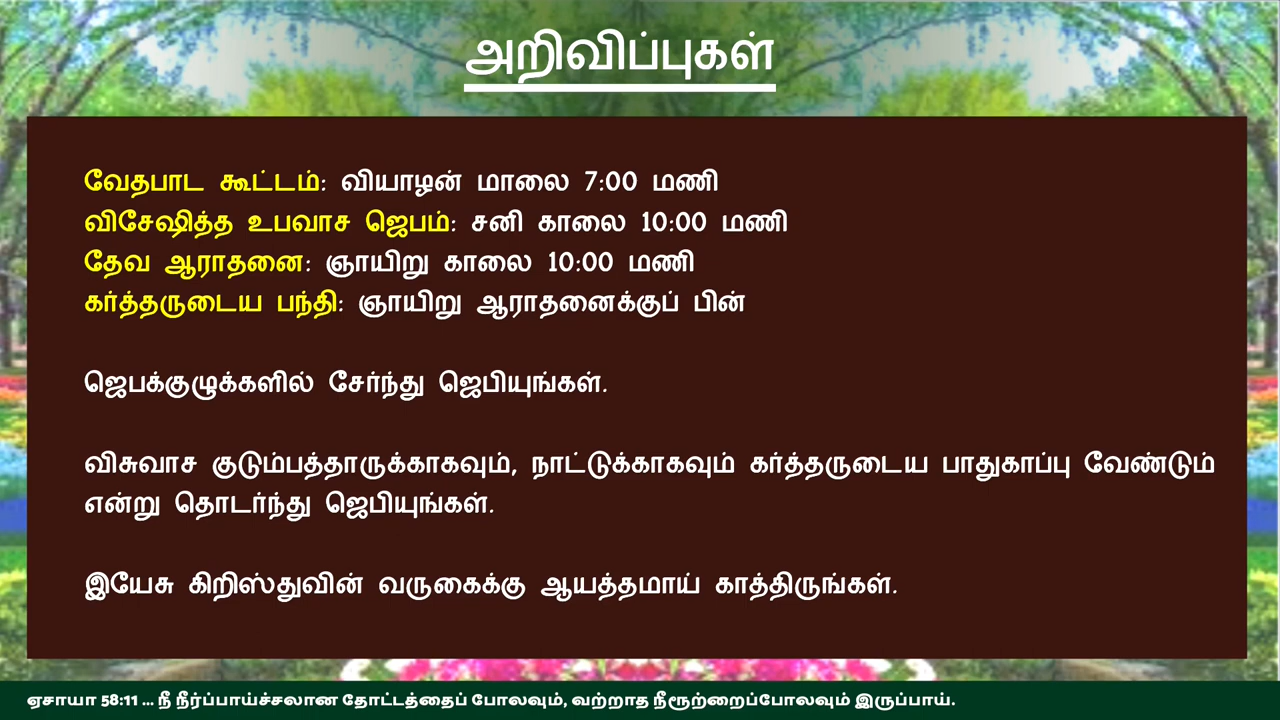 அறிவிப்புகள்
வேதபாட கூட்டம்: வியாழன் மாலை 7:00 மணி
விசேஷித்த உபவாச ஜெபம்: சனி காலை 10:00 மணி
தேவ ஆராதனை: ஞாயிறு காலை 10:00 மணி
கர்த்தருடைய பந்தி: ஞாயிறு ஆராதனைக்குப் பின்
ஜெபக்குழுக்களில் சேர்ந்து ஜெபியுங்கள்.
விசுவாச குடும்பத்தாருக்காகவும், நாட்டுக்காகவும் கர்த்தருடைய பாதுகாப்பு வேண்டும்
என்று தொடர்ந்து ஜெபியுங்கள்.
இயேசு கிறிஸ்துவின் வருகைக்கு ஆயத்தமாய் காத்திருங்கள்.
ஏசாயா 58:11 ... நீ நீர்ப்பாய்ச்சலான தோட்டத்தைப் போலவும், வற்றாத நீரூற்றைப்போலவும் இருப்பாய்.